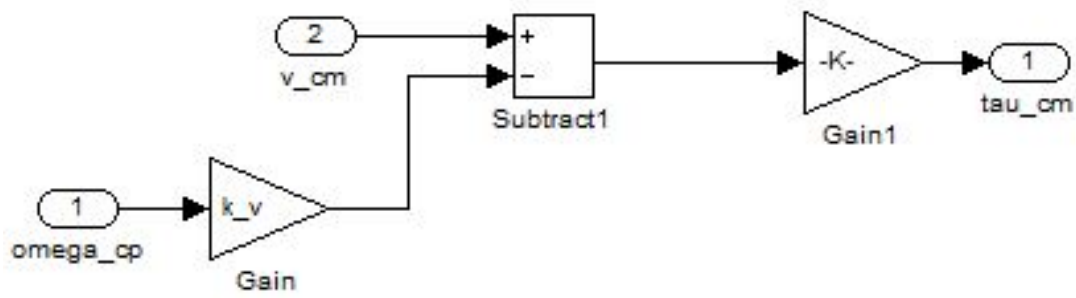 2
v_cm
+
−
Subtract1
-K-
Gain1
1
tau_cm
1
omega_cp
k_v
Gain